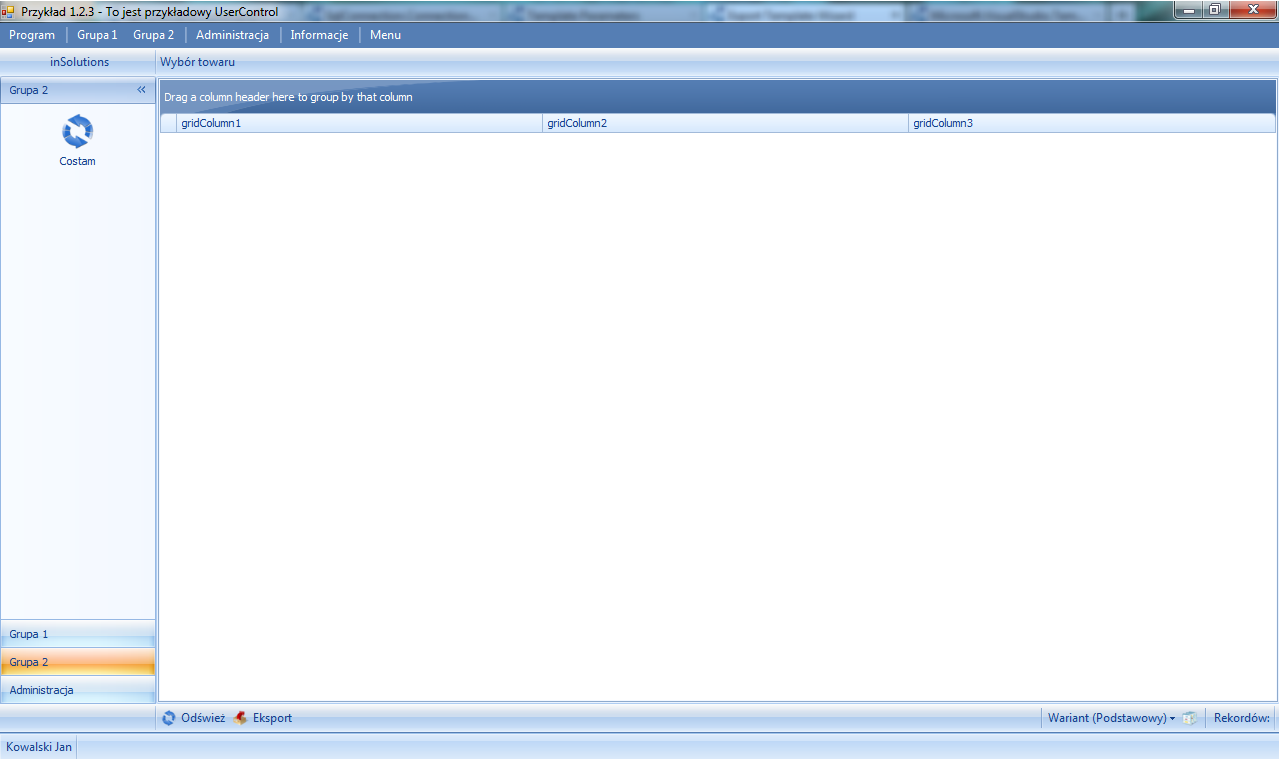 Przykład 1.2.3 - To jest przykładowy UserControl
Program Grupa 1 Grupa 2 Administracja Informacje Menu
inSolutions Wybór towaru
Grupa 2 «
Drag a column header here to group by that column
gridColumn1 gridColumn2 gridColumn3
Costam
Grupa 1
Grupa 2
Administracja
Odśwież Eksport Wariant (Podstawowy) Rekordów:
Kowalski Jan